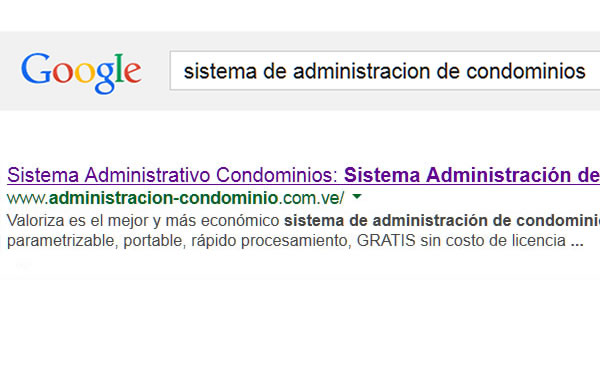 Google
sistema de administracion de condominios
Sistema Administrativo Condominios: Sistema Administración de
www.administracion-condominio.com.ve/
Valoriza es el mejor y más económico sistema de administración de condomini
parametrizable, portable, rápido procesamiento, GRATIS sin costo de licencia ...